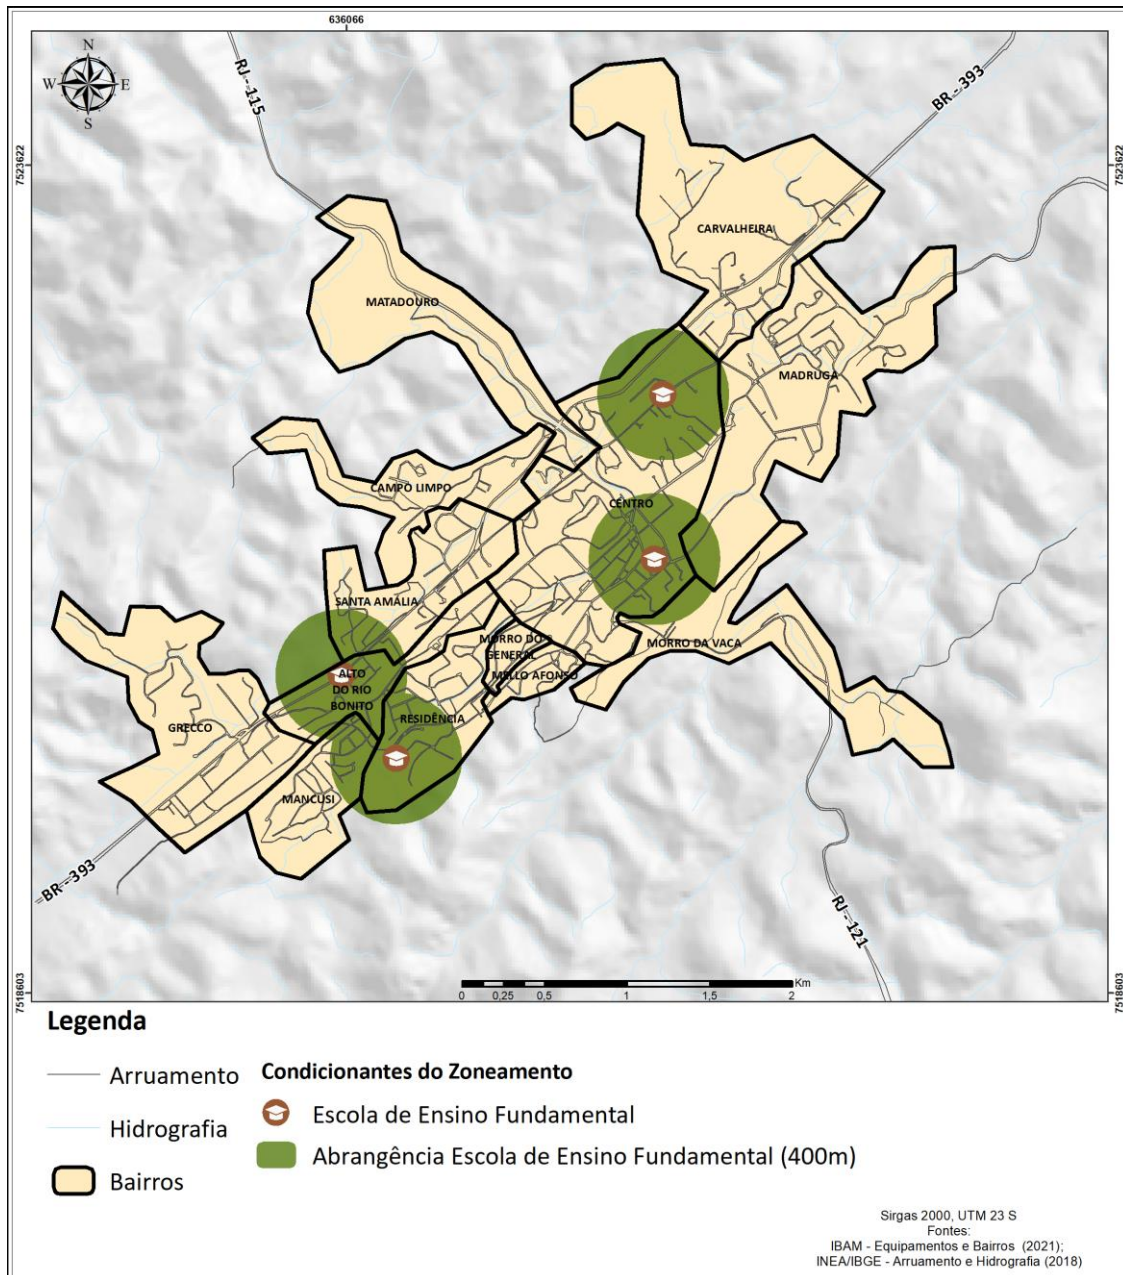 636066
N
W E
S
RJ - 115
BR - 393
7523622
7523622
CARVALHEIRA
MATADOURO
MADRUGA
CAMPO LIMPO
CENTRO
SANTA AMÁLIA
MORRO DO
GENERAL
MORRO DA VACA
MELLO AFONSO
ALTO
DO RIO
BONITO
RESIDÊNCIA
GRECCO
MANCUSI
BR - 393
RJ - 121
7518603
7518603
Km
0 0,25 0,5 1 1,5 2
Legenda
Arruamento
Hidrografia
Bairros
Condicionantes do Zoneamento
Escola de Ensino Fundamental
Abrangência Escola de Ensino Fundamental (400m)
Sirgas 2000, UTM 23 S
Fontes:
IBAM - Equipamentos e Bairros (2021);
INEA/IBGE - Arruamento e Hidrografia (2018)